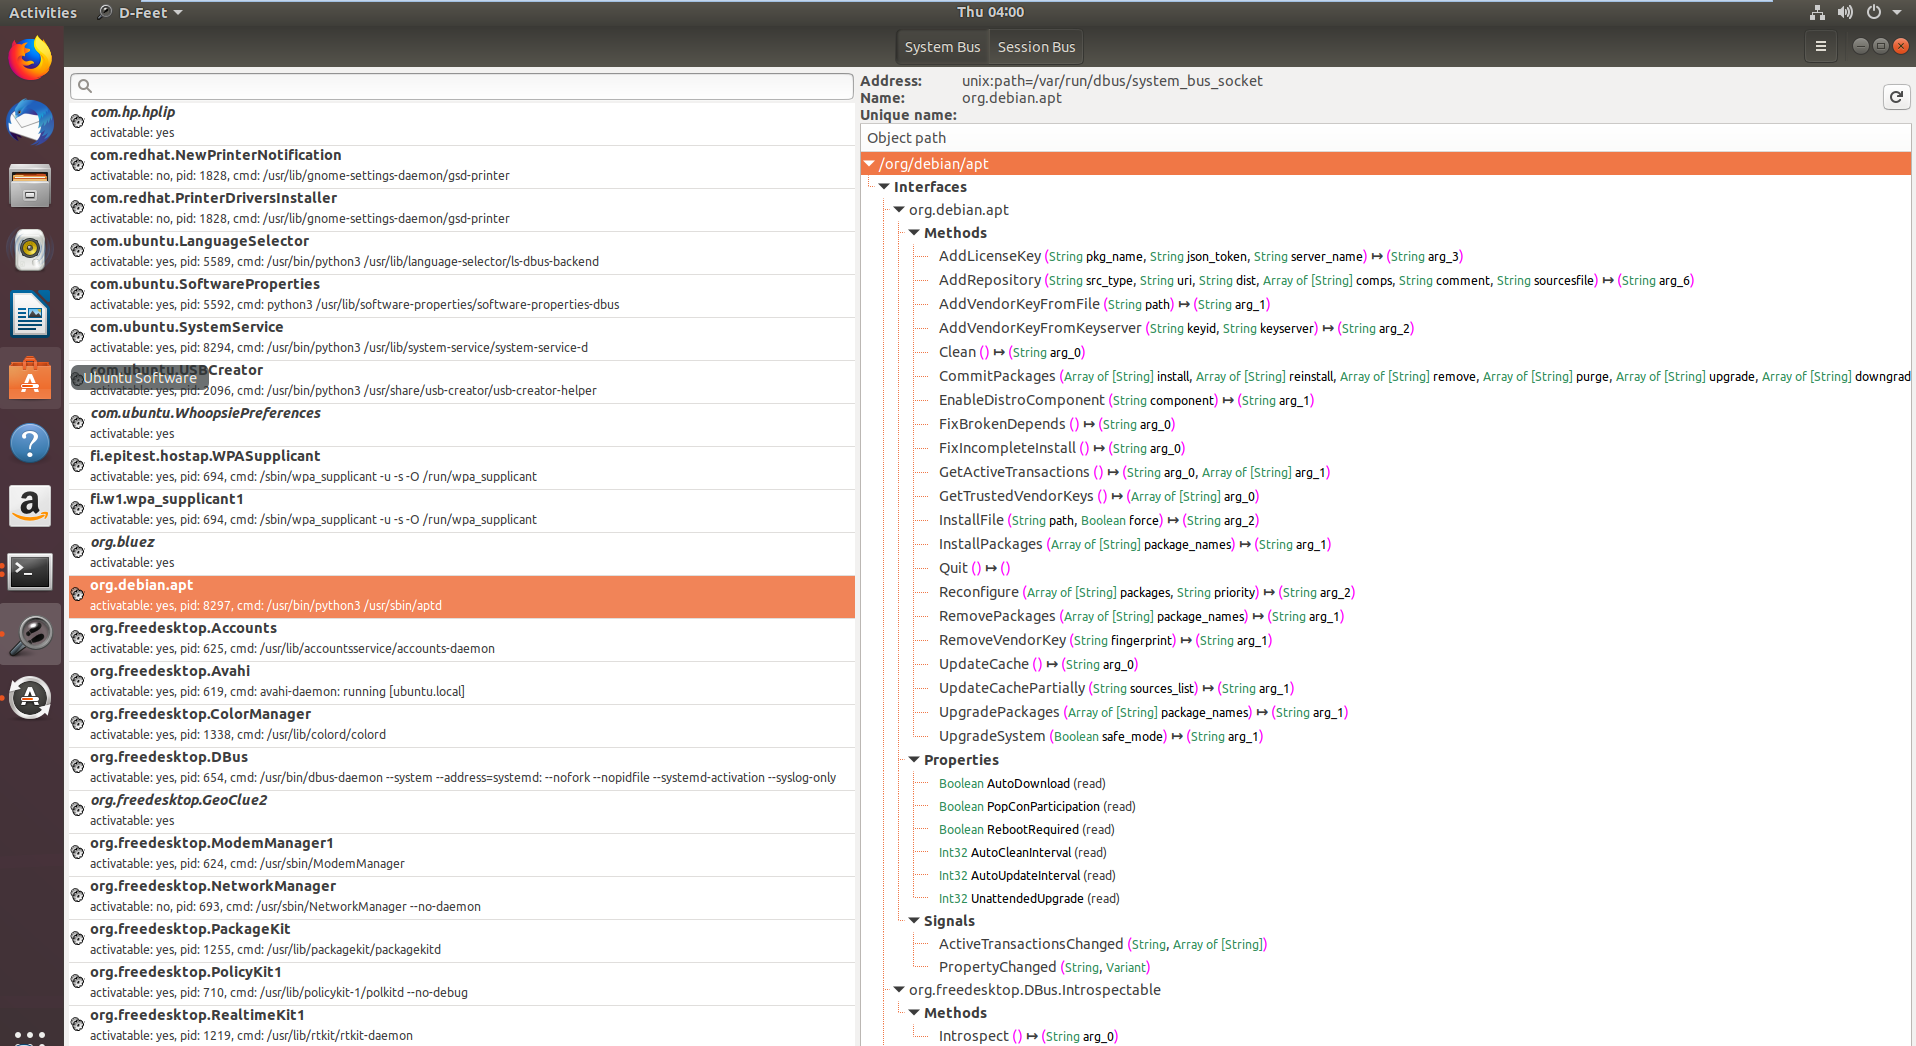 Activities D-Feet
Thu 04:00
System Bus Session Bus
com.hp.hplip
activatable: yes
com.redhat.NewPrinterNotification
activatable: no, pid: 1828, cmd: /usr/lib/gnome-settings-daemon/gsd-printer
com.redhat.PrinterDriversInstaller
activatable: no, pid: 1828, cmd: /usr/lib/gnome-settings-daemon/gsd-printer
com.ubuntu.LanguageSelector
activatable: yes, pid: 5589, cmd: /usr/bin/python3 /usr/lib/language-selector/ls-dbus-backend
com.ubuntu.SoftwareProperties
activatable: yes, pid: 5592, cmd: python3 /usr/lib/software-properties/software-properties-dbus
com.ubuntu.SystemService
activatable: yes, pid: 8294, cmd: /usr/bin/python3 /usr/lib/system-service/system-service-d
com.ubuntu.USBCreator
Ubuntu Software
activatable: yes, pid: 2096, cmd: /usr/bin/python3 /usr/share/usb-creator/usb-creator-helper
com.ubuntu.WhoopsiePreferences
activatable: yes
fi.epitest.hostap.WPASupplicant
activatable: yes, pid: 694, cmd: /sbin/wpa_supplicant -u -s -O /run/wpa_supplicant
fi.w1.wpa_supplicant1
activatable: yes, pid: 694, cmd: /sbin/wpa_supplicant -u -s -O /run/wpa_supplicant
org.bluez
activatable: yes
org.debian.apt
activatable: yes, pid: 8297, cmd: /usr/bin/python3 /usr/sbin/aptd
org.freedesktop.Accounts
activatable: yes, pid: 625, cmd: /usr/lib/accountsservice/accounts-daemon
org.freedesktop.Avahi
activatable: yes, pid: 619, cmd: avahi-daemon: running [ubuntu.local]
org.freedesktop.ColorManager
activatable: yes, pid: 1338, cmd: /usr/lib/colord/colord
org.freedesktop.DBus
activatable: yes, pid: 654, cmd: /usr/bin/dbus-daemon --system --address=systemd: --nofork --nopidfile --systemd-activation --syslog-only
org.freedesktop.GeoClue2
activatable: yes
org.freedesktop.ModemManager1
activatable: yes, pid: 624, cmd: /usr/sbin/ModemManager
org.freedesktop.NetworkManager
activatable: no, pid: 693, cmd: /usr/sbin/NetworkManager --no-daemon
org.freedesktop.PackageKit
activatable: yes, pid: 1255, cmd: /usr/lib/packagekit/packagekitd
org.freedesktop.PolicyKit1
activatable: yes, pid: 710, cmd: /usr/lib/policykit-1/polkitd --no-debug
org.freedesktop.RealtimeKit1
activatable: yes, pid: 1219, cmd: /usr/lib/rtkit/rtkit-daemon
Address: unix:path=/var/run/dbus/system_bus_socket
Name: org.debian.apt
Unique name:
Object path
/org/debian/apt
Interfaces
org.debian.apt
Methods
AddLicenseKey (String pkg_name, String json_token, String server_name) ↦ (String arg_3)
AddRepository (String src_type, String uri, String dist, Array of [String] comps, String comment, String sourcesfile) ↦ (String arg_6)
AddVendorKeyFromFile (String path) ↦ (String arg_1)
AddVendorKeyFromKeyserver (String keyid, String keyserver) ↦ (String arg_2)
Clean () ↦ (String arg_0)
CommitPackages (Array of [String] install, Array of [String] reinstall, Array of [String] remove, Array of [String] purge, Array of [String] upgrade, Array of [String] downgrad
EnableDistroComponent (String component) ↦ (String arg_1)
FixBrokenDepends () ↦ (String arg_0)
FixIncompleteInstall () ↦ (String arg_0)
GetActiveTransactions () ↦ (String arg_0, Array of [String] arg_1)
GetTrustedVendorKeys () ↦ (Array of [String] arg_0)
InstallFile (String path, Boolean force) ↦ (String arg_2)
InstallPackages (Array of [String] package_names) ↦ (String arg_1)
Quit () ↦ ()
Reconfigure (Array of [String] packages, String priority) ↦ (String arg_2)
RemovePackages (Array of [String] package_names) ↦ (String arg_1)
RemoveVendorKey (String fingerprint) ↦ (String arg_1)
UpdateCache () ↦ (String arg_0)
UpdateCachePartially (String sources_list) ↦ (String arg_1)
UpgradePackages (Array of [String] package_names) ↦ (String arg_1)
UpgradeSystem (Boolean safe_mode) ↦ (String arg_1)
Properties
Boolean AutoDownload (read)
Boolean PopConParticipation (read)
Boolean RebootRequired (read)
Int32 AutoCleanInterval (read)
Int32 AutoUpdateInterval (read)
Int32 UnattendedUpgrade (read)
Signals
ActiveTransactionsChanged (String, Array of [String])
PropertyChanged (String, Variant)
org.freedesktop.DBus.Introspectable
Methods
Introspect () ↦ (String arg_0)